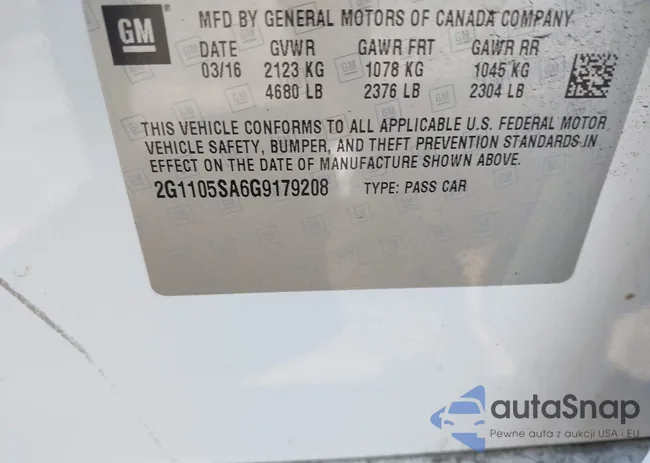 GM
MFD BY GENERAL MOTORS OF CANADA COMPANY
DATE GVWR GAWR FRT GAWR RR
03/16 2123 KG 1078 KG 1045 KG
4680 LB 2376 LB 2304 LB
THIS VEHICLE CONFORMS TO ALL APPLICABLE U.S. FEDERAL MOTOR
VEHICLE SAFETY, BUMPER, AND THEFT PREVENTION STANDARDS IN
EFFECT ON THE DATE OF MANUFACTURE SHOWN ABOVE.
2G1105SA6G9179208 TYPE: PASS CAR
autaSnap
Pewne auta z aukcji USA i EU